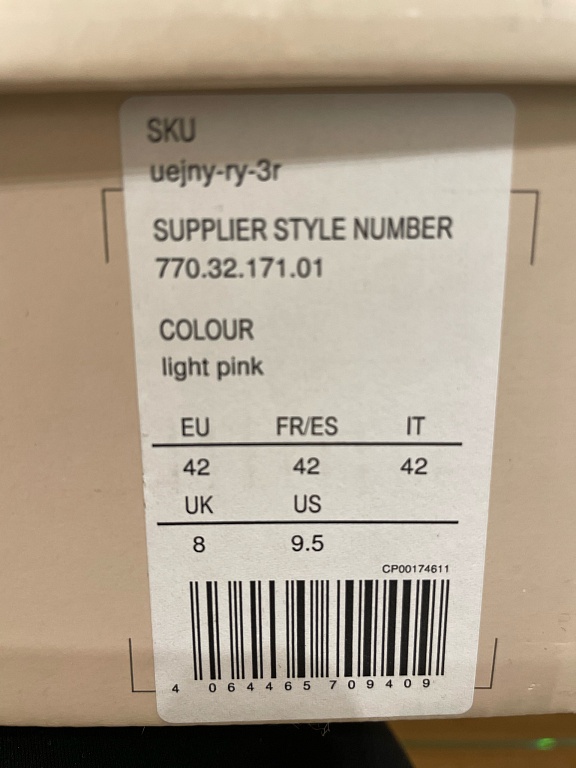 SKU
uejny-ry-3r
SUPPLIER STYLE NUMBER
770.32.171.01
COLOUR
light pink
EU FR/ES IT
42 42 42
UK US
8 9.5
CP00174611
4 064465 709409